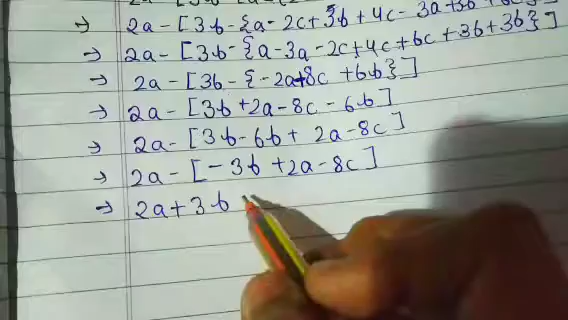 → 2a - [3b - {a - 2c + 3b + 4c - 3a + 3b
→ 2a - [3b - {a - 3a - 2c + 4c + 6c + 3b + 3b}]
→ 2a - [3b - {-2a + 8c + 6b}]
→ 2a - [3b + 2a - 8c - 6b]
→ 2a - [3b - 6b + 2a - 8c]
→ 2a - [-3b + 2a - 8c]
→ 2a + 3b